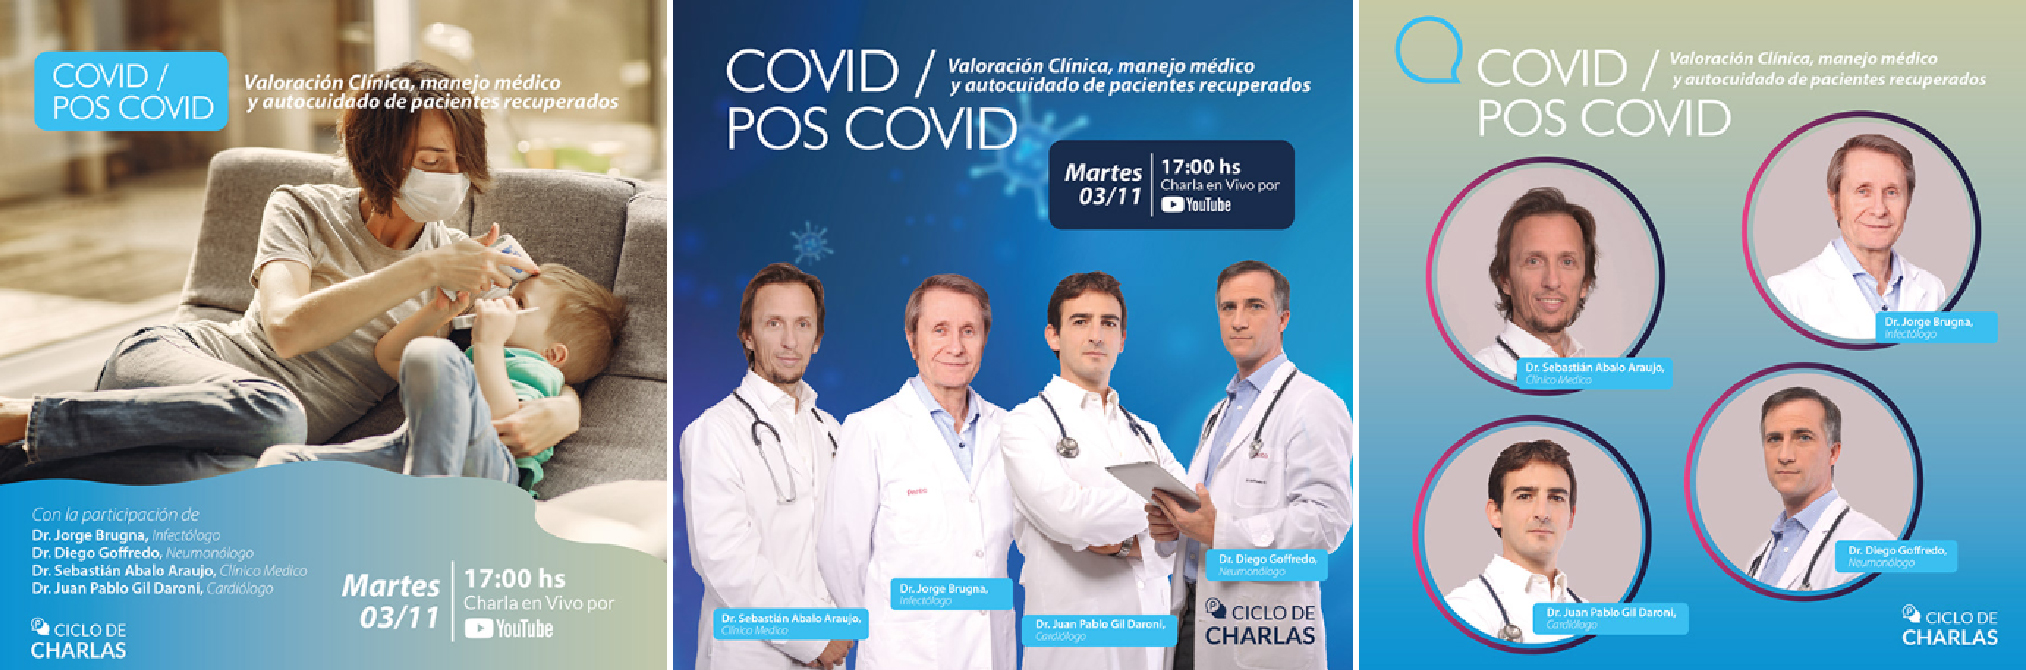 COVID /
POS COVID
Valoración Clínica, manejo médico
y autocuidado de pacientes recuperados
Con la participación de
Dr. Jorge Brugna, Infectólogo
Dr. Diego Goffredo, Neumonólogo
Dr. Sebastián Abalo Araujo, Clínico Medico
Dr. Juan Pablo Gil Daroni, Cardiólogo
Martes
03/11
17:00 hs
Charla en Vivo por
YouTube
CICLO DE
CHARLAS
COVID /
POS COVID
Valoración Clínica, manejo médico
y autocuidado de pacientes recuperados
Martes
03/11
17:00 hs
Charla en Vivo por
YouTube
Dr. Diego Goffredo,
Neumonólogo
Dr. Jorge Brugna,
Infectólogo
Dr. Sebastián Abalo Araujo,
Clínico Medico
Dr. Juan Pablo Gil Daroni,
Cardiólogo
CICLO DE
CHARLAS
COVID /
POS COVID
Valoración Clínica, manejo médico
y autocuidado de pacientes recuperados
Dr. Jorge Brugna,
Infectólogo
Dr. Sebastián Abalo Araujo,
Clínico Medico
Dr. Diego Goffredo,
Neumonólogo
Dr. Juan Pablo Gil Daroni,
Cardiólogo
CICLO DE
CHARLAS